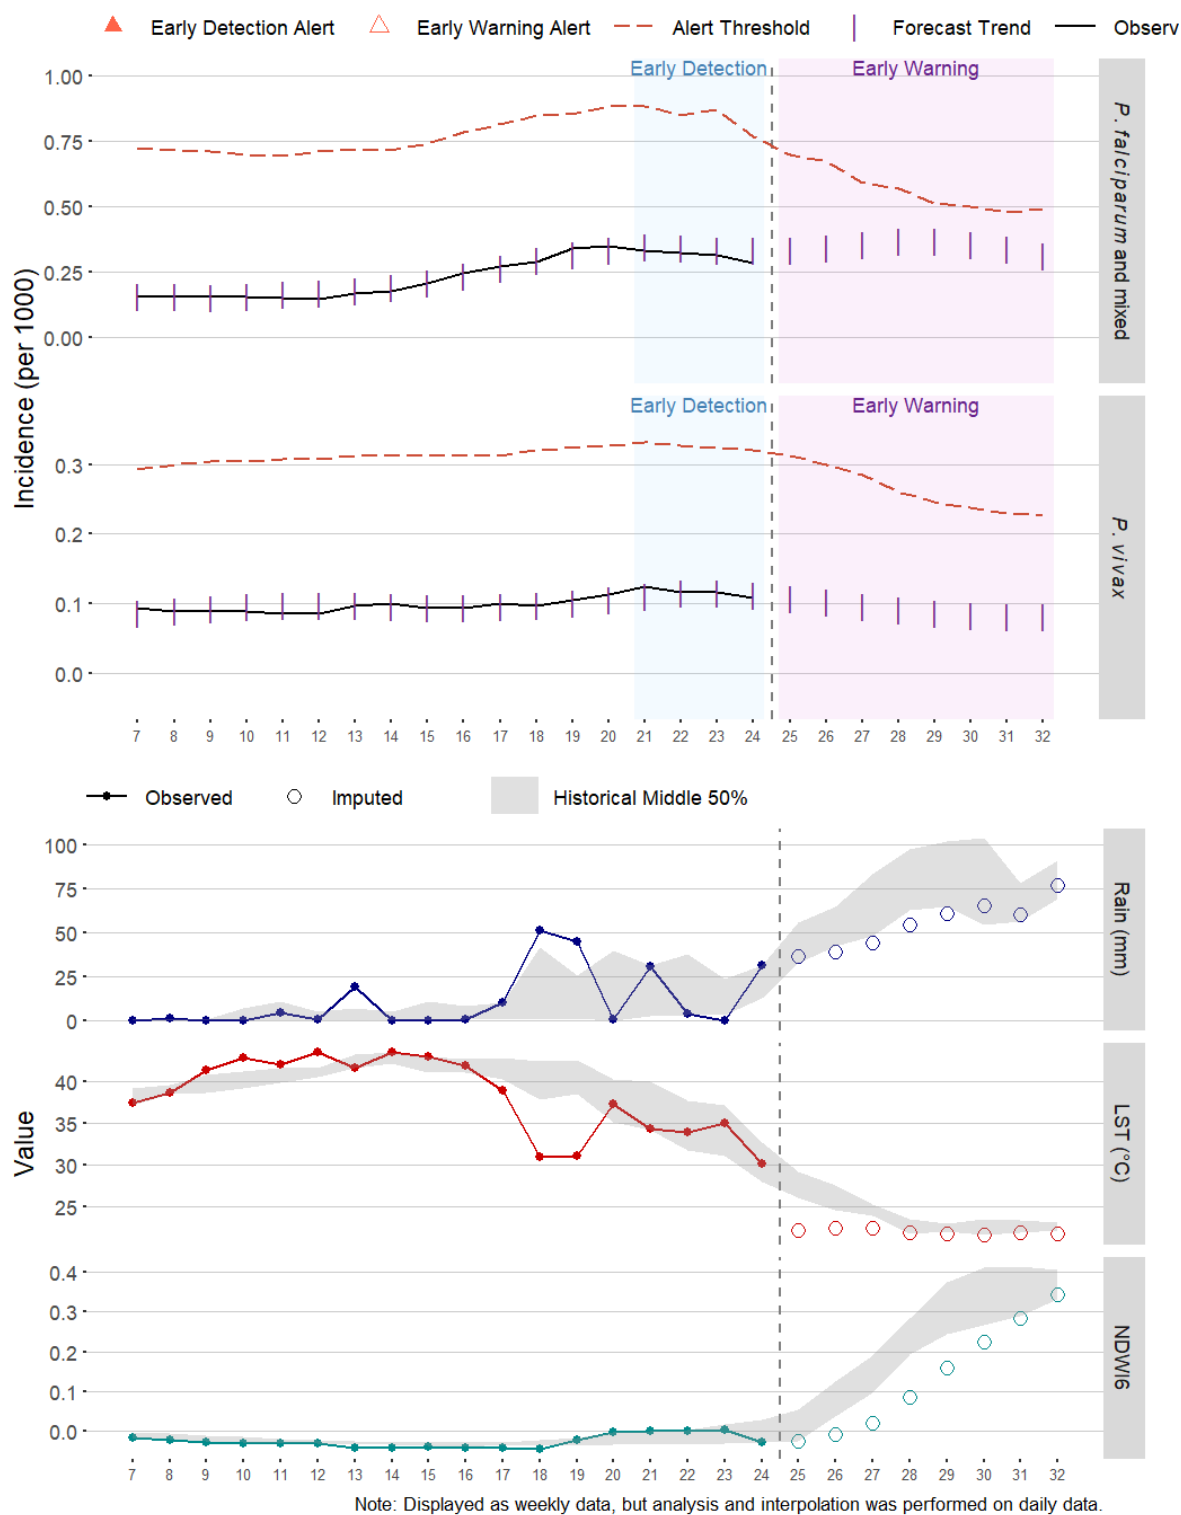 Early Detection Alert Early Warning Alert Alert Threshold Forecast Trend Observ
Early Detection Early Warning
1.00
0.75
0.50
0.25
0.00
P. falciparum and mixed
Incidence (per 1000)
Early Detection Early Warning
0.3
0.2
0.1
0.0
P. vivax
7 8 9 10 11 12 13 14 15 16 17 18 19 20 21 22 23 24 25 26 27 28 29 30 31 32
Observed Imputed Historical Middle 50%
100
75
50
25
0
Rain (mm)
Value
40
35
30
25
LST (°C)
0.4
0.3
0.2
0.1
0.0
NDWI6
7 8 9 10 11 12 13 14 15 16 17 18 19 20 21 22 23 24 25 26 27 28 29 30 31 32
Note: Displayed as weekly data, but analysis and interpolation was performed on daily data.